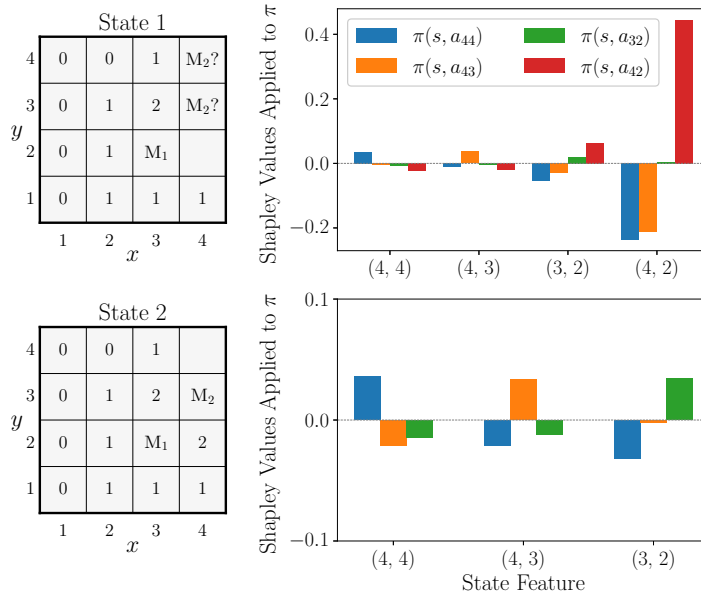 State 1
y
4 0 0 1 M₂?
3 0 1 2 M₂?
2 0 1 M₁
1 0 1 1 1
1 2 3 4
x
Shapley Values Applied to π
0.4
0.2
0.0
−0.2
π(s, a₄₄) π(s, a₃₂)
π(s, a₄₃) π(s, a₄₂)
(4, 4) (4, 3) (3, 2) (4, 2)
State 2
y
4 0 0 1
3 0 1 2 M₂
2 0 1 M₁ 2
1 0 1 1 1
1 2 3 4
x
Shapley Values Applied to π
0.1
0.0
−0.1
(4, 4) (4, 3) (3, 2)
State Feature